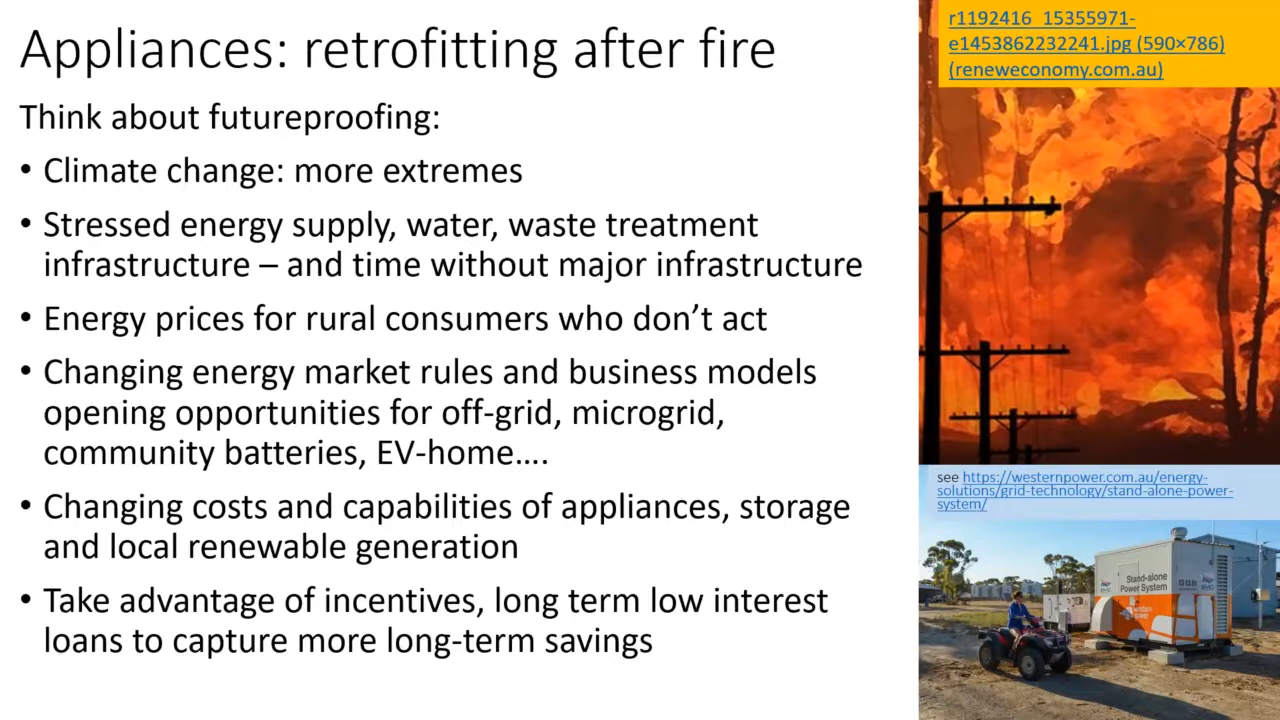 Appliances: retrofitting after fire
Think about futureproofing:
• Climate change: more extremes
• Stressed energy supply, water, waste treatment
infrastructure – and time without major infrastructure
• Energy prices for rural consumers who don’t act
• Changing energy market rules and business models
opening opportunities for off-grid, microgrid,
community batteries, EV-home….
• Changing costs and capabilities of appliances, storage
and local renewable generation
• Take advantage of incentives, long term low interest
loans to capture more long-term savings
r1192416_15355971-
e1453862232241.jpg (590×786)
(reneweconomy.com.au)
see https://westernpower.com.au/energy-
solutions/grid-technology/stand-alone-power-
system/
Stand-alone
Power System
western
power